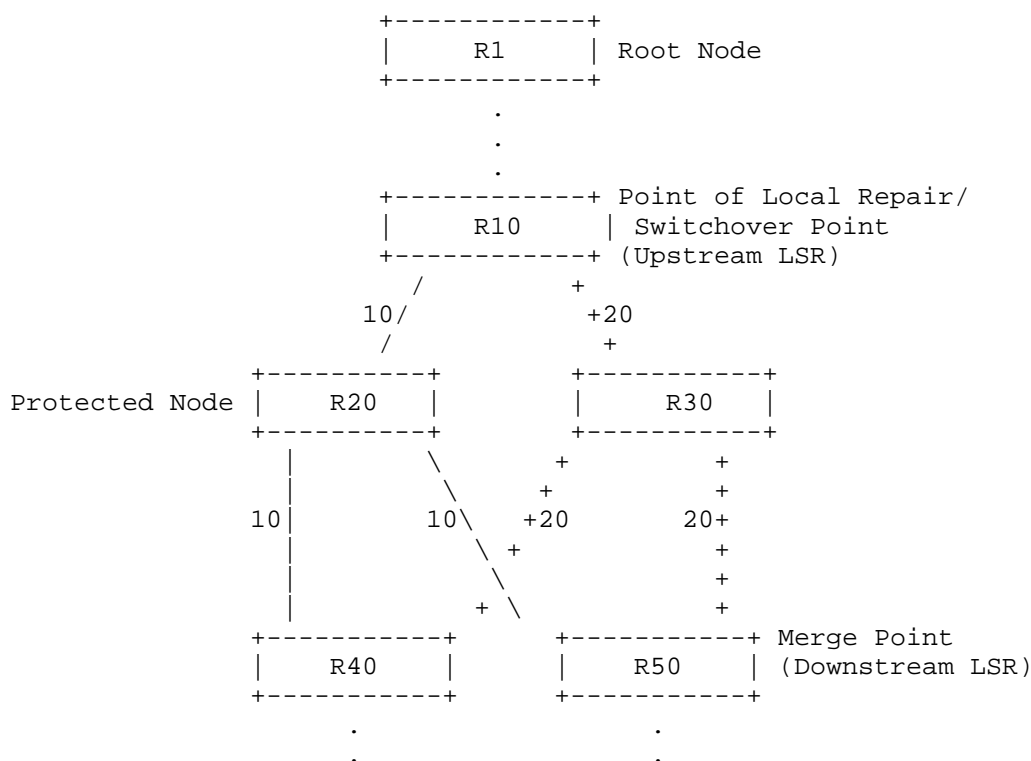 R1 Root Node
Point of Local Repair/
R10 Switchover Point
(Upstream LSR)
10 20
Protected Node R20 R30
10 10 20 20
Merge Point
R40 R50 (Downstream LSR)